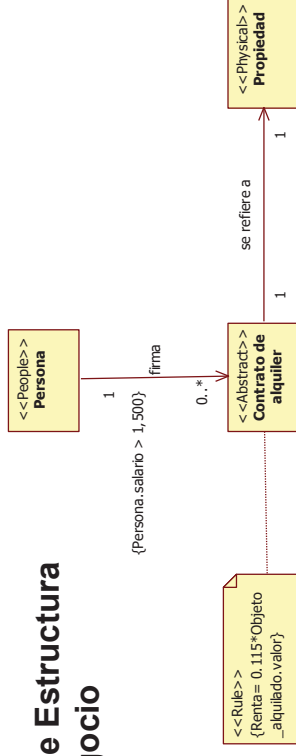 e Estructura
ocio
<<People>>
Persona
1
firma
{Persona.salario > 1,500}
0..*
<<Rule>>
{Renta= 0.115*Objeto
_alquilado.valor}
<<Abstract>>
Contrato de
alquiler
1
se refiere a
1
<<Physical>>
Propiedad